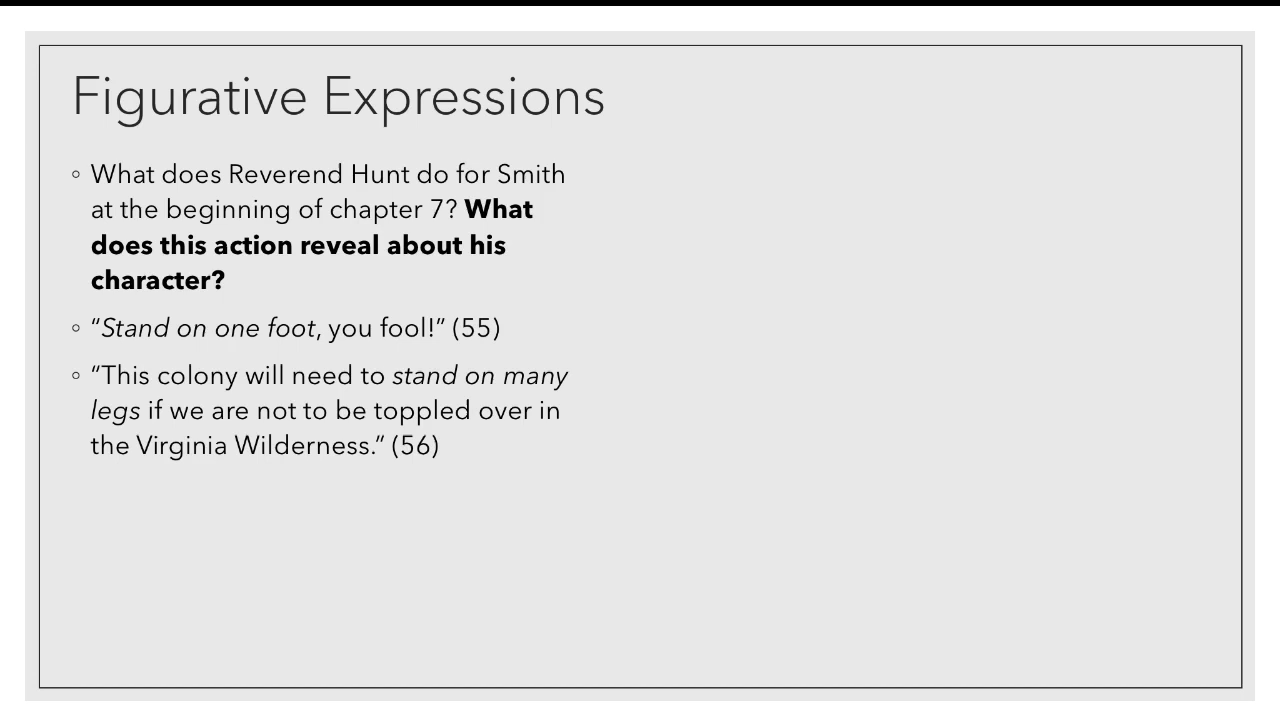 Figurative Expressions
◦ What does Reverend Hunt do for Smith
at the beginning of chapter 7? What
does this action reveal about his
character?
◦ “Stand on one foot, you fool!” (55)
◦ “This colony will need to stand on many
legs if we are not to be toppled over in
the Virginia Wilderness.” (56)